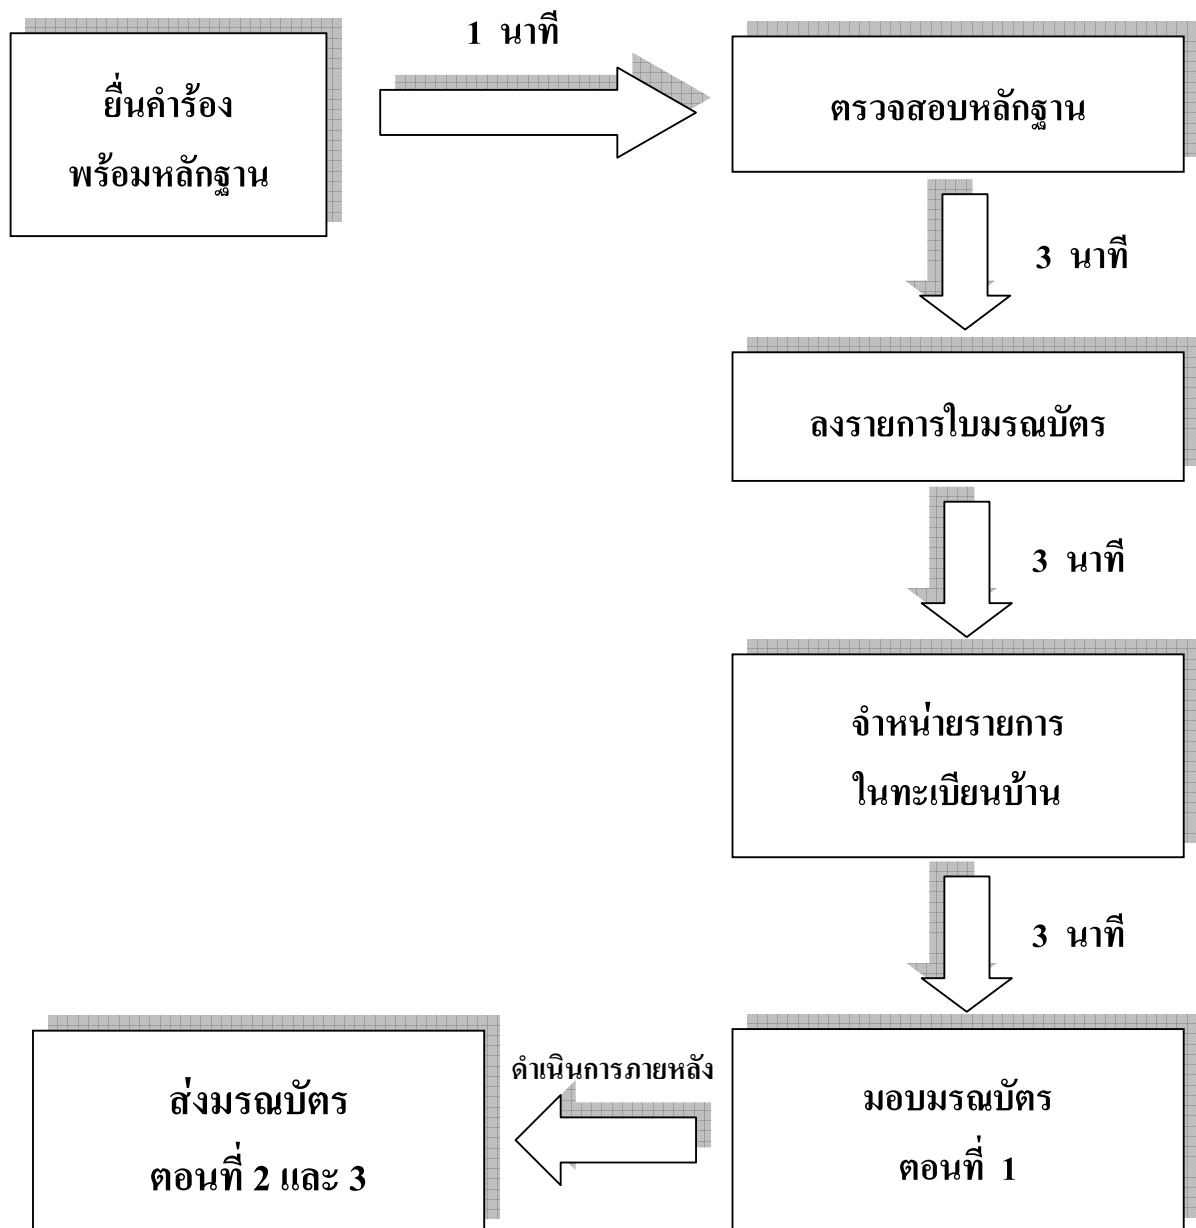 ยื่นคำร้อง
พร้อมหลักฐาน
1 นาที
ตรวจสอบหลักฐาน
3 นาที
ลงรายการใบมรณบัตร
3 นาที
จำหน่ายรายการ
ในทะเบียนบ้าน
3 นาที
มอบมรณบัตร
ตอนที่ 1
ดำเนินการภายหลัง
ส่งมรณบัตร
ตอนที่ 2 และ 3